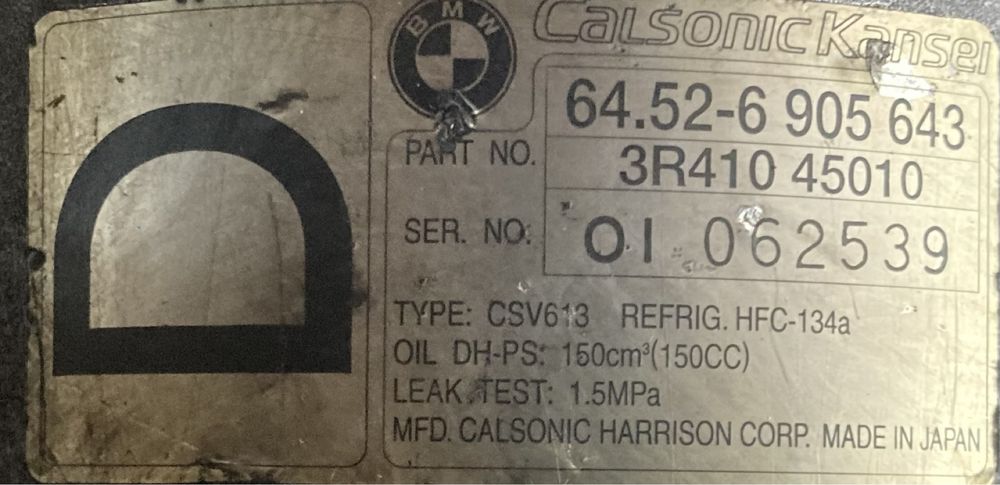 D
BMW
CALSONIC Kansei
64.52-6 905 643
PART NO. 3R410 45010
SER. NO. 01 062539
TYPE: CSV613 REFRIG. HFC-134a
OIL DH-PS: 150cm³(150CC)
LEAK TEST: 1.5MPa
MFD. CALSONIC HARRISON CORP. MADE IN JAPAN